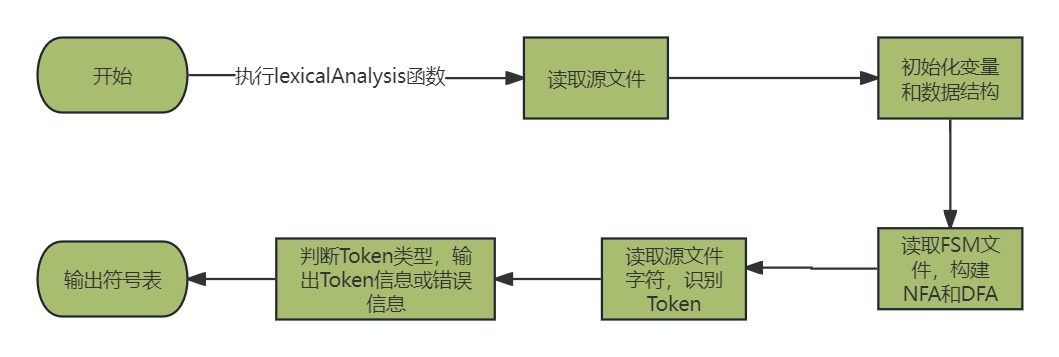 开始
执行lexicalAnalysis函数
读取源文件
初始化变量
和数据结构
读取FSM文
件，构建
NFA和DFA
读取源文件
字符，识别
Token
判断Token类型，输
出Token信息或错误
信息
输出符号表